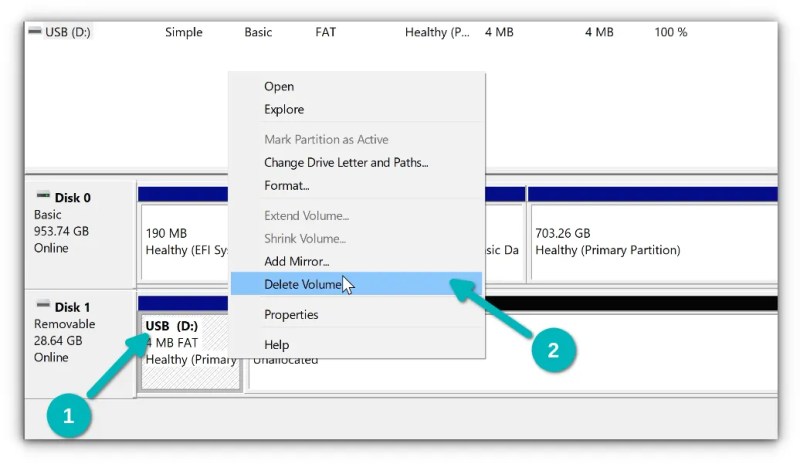 USB (D:) Simple Basic FAT Healthy (P... 4 MB 4 MB 100 %
Open
Explore
Mark Partition as Active
Change Drive Letter and Paths...
Format...
Extend Volume...
Shrink Volume...
Add Mirror...
Delete Volume...
Properties
Help
Disk 0
Basic
953.74 GB
Online
190 MB
Healthy (EFI Sy
sic Da
703.26 GB
Healthy (Primary Partition)
Disk 1
Removable
28.64 GB
Online
USB (D:)
4 MB FAT
Healthy (Primary
Unallocated
1
2